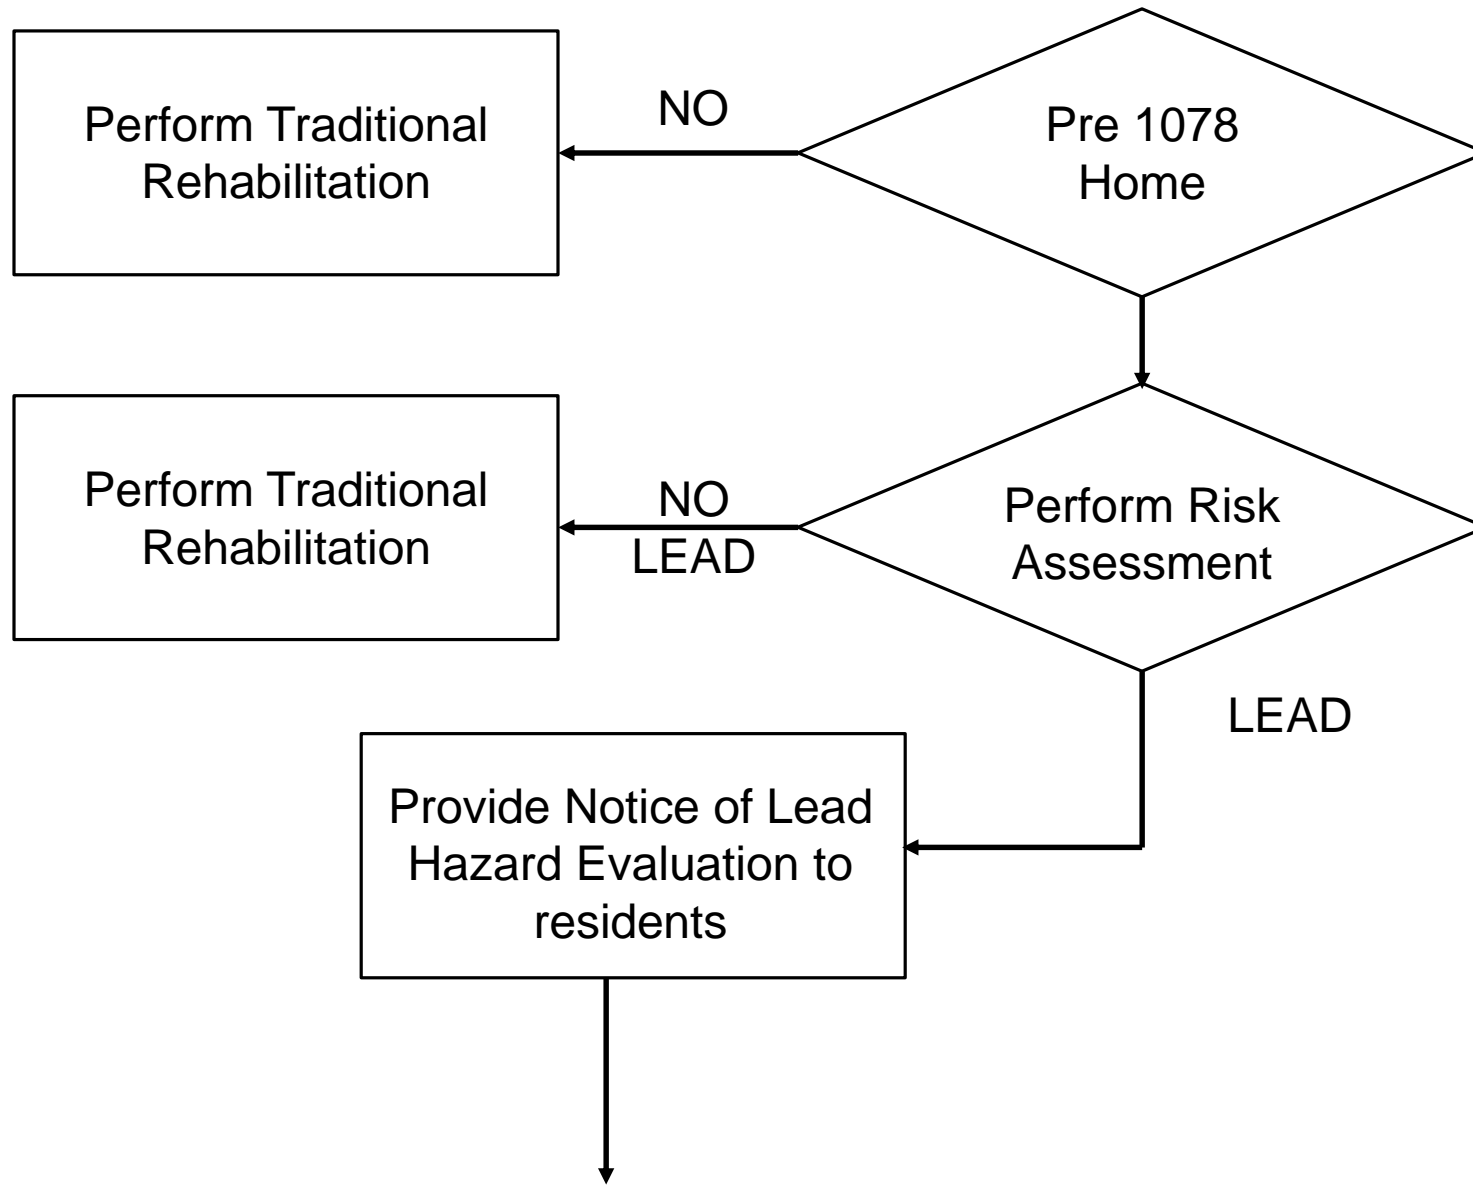 Perform Traditional
Rehabilitation
NO
Pre 1078
Home
Perform Traditional
Rehabilitation
NO
LEAD
Perform Risk
Assessment
LEAD
Provide Notice of Lead
Hazard Evaluation to
residents